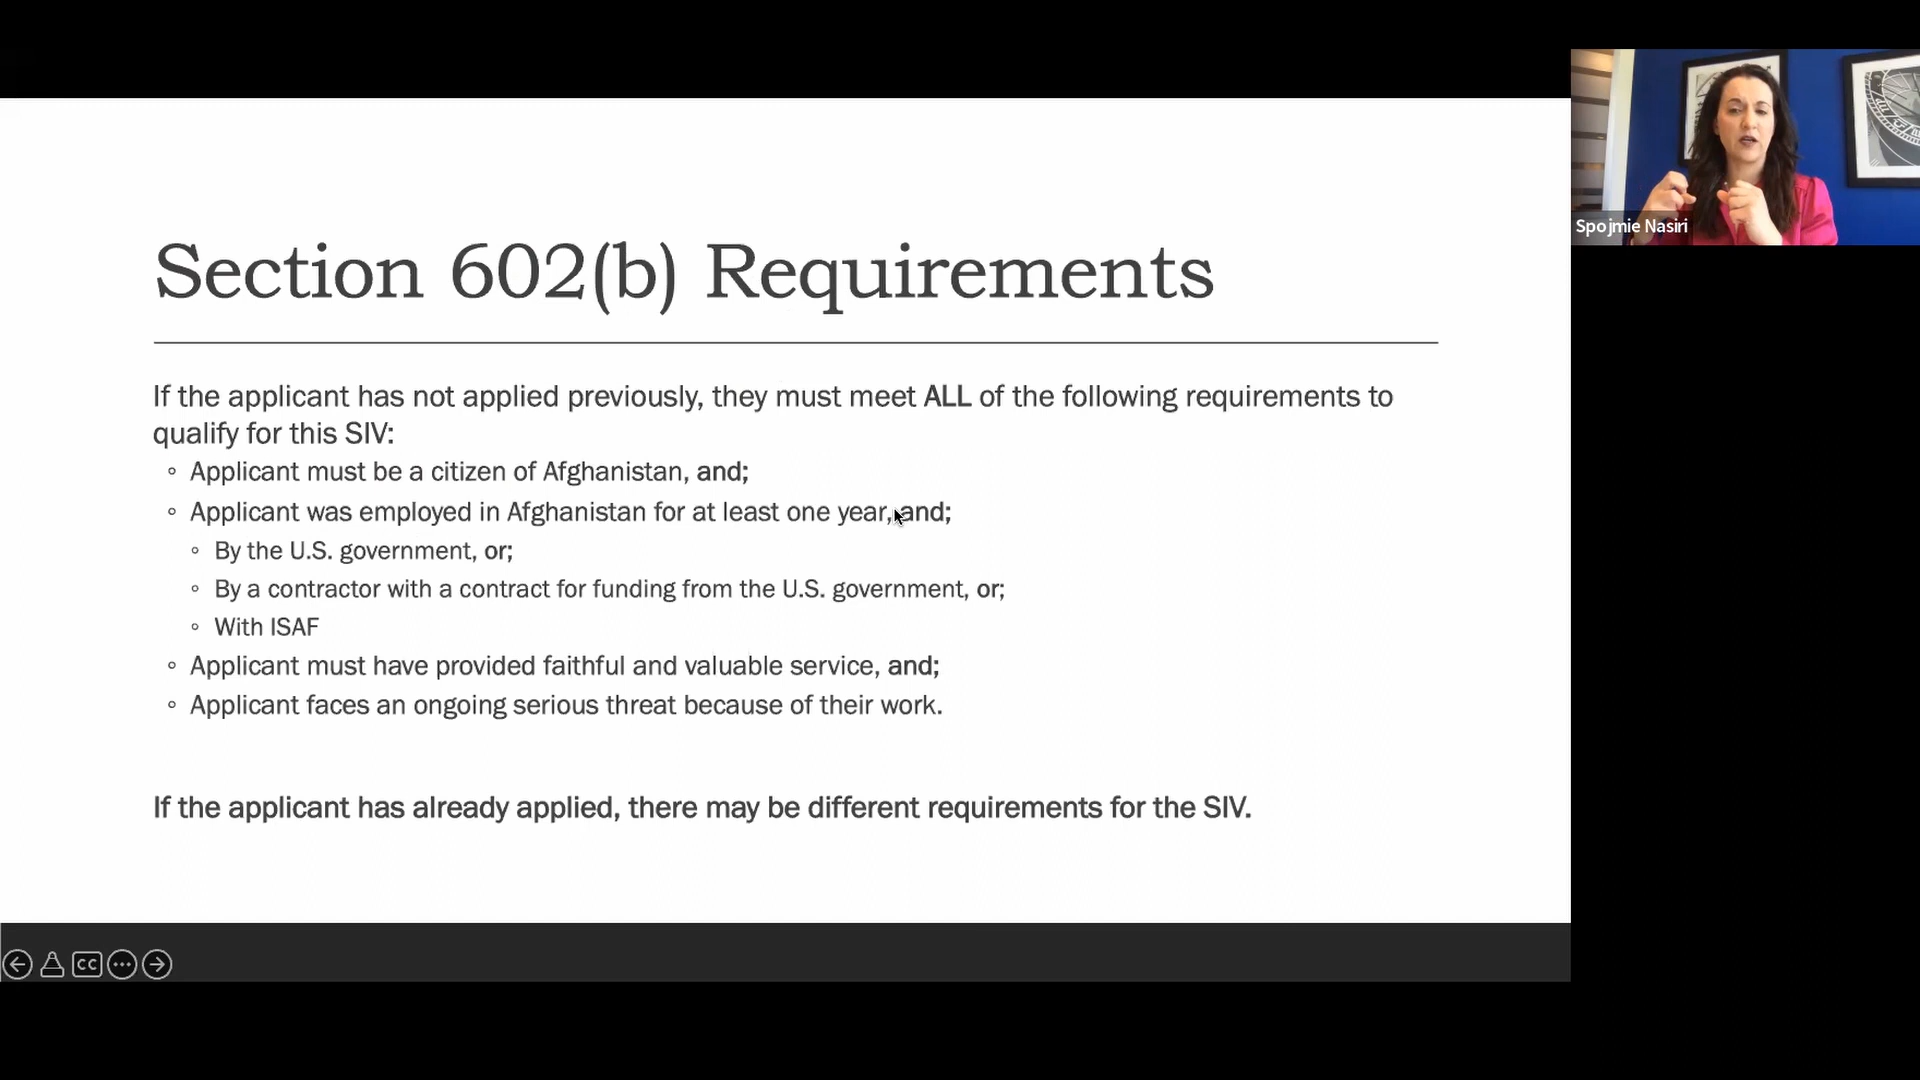 Section 602(b) Requirements
If the applicant has not applied previously, they must meet ALL of the following requirements to
qualify for this SIV:
◦ Applicant must be a citizen of Afghanistan, and;
◦ Applicant was employed in Afghanistan for at least one year, and;
◦ By the U.S. government, or;
◦ By a contractor with a contract for funding from the U.S. government, or;
◦ With ISAF
◦ Applicant must have provided faithful and valuable service, and;
◦ Applicant faces an ongoing serious threat because of their work.
If the applicant has already applied, there may be different requirements for the SIV.
Spojmie Nasiri
CC